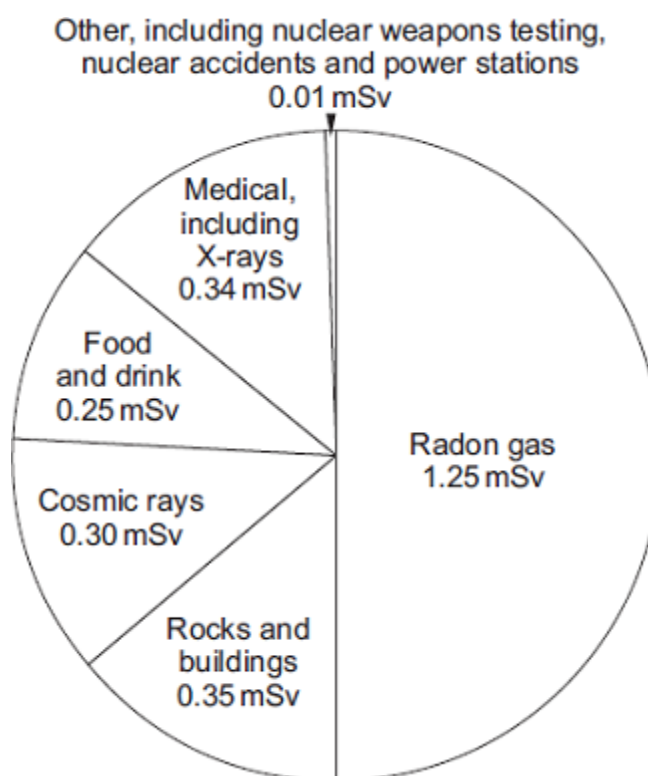 Other, including nuclear weapons testing,
nuclear accidents and power stations
0.01 mSv
Medical,
including
X-rays
0.34 mSv
Food
and drink
0.25 mSv
Radon gas
1.25 mSv
Cosmic rays
0.30 mSv
Rocks and
buildings
0.35 mSv